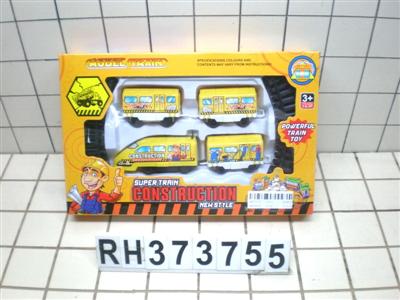 MODEL TRAIN
SPECIFICATIONS COLOURS AND
CONTENTS MAY VARY FROM INSTRUCTIONS
3+
POWERFUL
TRAIN
TOY
CONSTRUCTION
SUPER TRAIN
CONSTRUCTION
NEW STYLE
RH373755